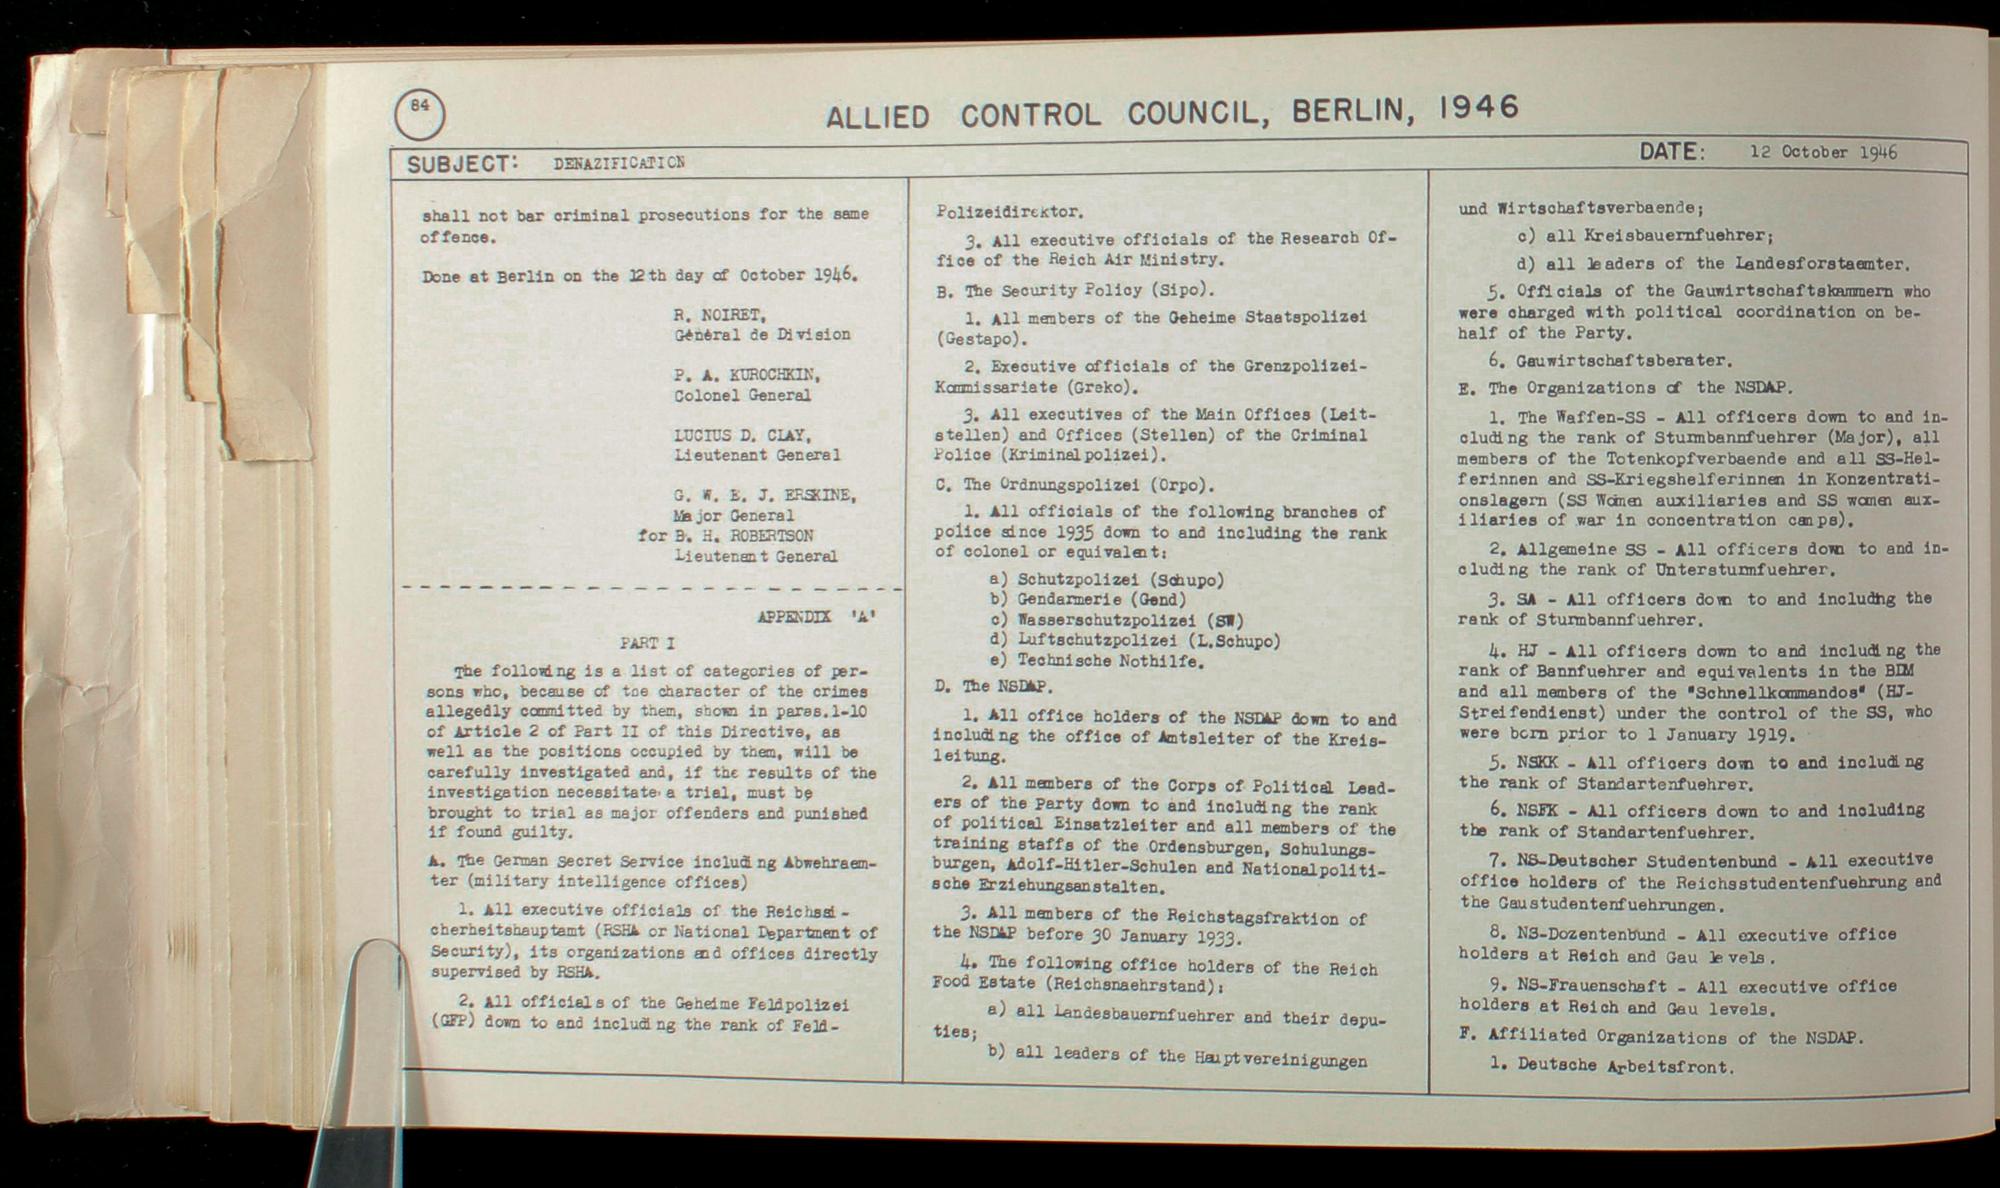 84
ALLIED CONTROL COUNCIL, BERLIN, 1946
SUBJECT: DENAZIFICATION
DATE: 12 October 1946
shall not bar criminal prosecutions for the same
offence.
Done at Berlin on the 12th day of October 1946.
R. NOIRET,
Général de Division
P. A. KUROCHKIN,
Colonel General
LUCIUS D. CLAY,
Lieutenant General
G. W. E. J. ERSKINE,
Major General
for B. H. ROBERTSON
Lieutenant General
APPENDIX 'A'
PART I
The following is a list of categories of per-
sons who, because of the character of the crimes
allegedly committed by them, shown in paras.1-10
of Article 2 of Part II of this Directive, as
well as the positions occupied by them, will be
carefully investigated and, if the results of the
investigation necessitate a trial, must be
brought to trial as major offenders and punished
if found guilty.
A. The German Secret Service including Abwehraem-
ter (military intelligence offices)
1. All executive officials of the Reichssi-
cherheitshauptamt (RSHA or National Department of
Security), its organizations and offices directly
supervised by RSHA.
2. All officials of the Geheime Feldpolizei
(GFP) down to and including the rank of Feld-
Polizeidirektor.
3. All executive officials of the Research Of-
fice of the Reich Air Ministry.
B. The Security Policy (Sipo).
1. All members of the Geheime Staatspolizei
(Gestapo).
2. Executive officials of the Grenzpolizei-
Kommissariate (Greko).
3. All executives of the Main Offices (Leit-
stellen) and Offices (Stellen) of the Criminal
Police (Kriminalpolizei).
C. The Ordnungspolizei (Orpo).
1. All officials of the following branches of
police since 1935 down to and including the rank
of colonel or equivalent:
a) Schutzpolizei (Schupo)
b) Gendarmerie (Gend)
c) Wasserschutzpolizei (SW)
d) Luftschutzpolizei (L.Schupo)
e) Technische Nothilfe.
D. The NSDAP.
1. All office holders of the NSDAP down to and
including the office of Amtsleiter of the Kreis-
leitung.
2. All members of the Corps of Political Lead-
ers of the Party down to and including the rank
of political Einsatzleiter and all members of the
training staffs of the Ordensburgen, Schulungs-
burgen, Adolf-Hitler-Schulen and Nationalpoliti-
sche Erziehungsanstalten.
3. All members of the Reichstagsfraktion of
the NSDAP before 30 January 1933.
4. The following office holders of the Reich
Food Estate (Reichsnaehrstand):
a) all Landesbauernfuehrer and their depu-
ties;
b) all leaders of the Hauptvereinigungen
und Wirtschaftsverbaende;
c) all Kreisbauernfuehrer;
d) all leaders of the Landesforstaemter.
5. Officials of the Gauwirtschaftskammern who
were charged with political coordination on be-
half of the Party.
6. Gauwirtschaftsberater.
E. The Organizations of the NSDAP.
1. The Waffen-SS - All officers down to and in-
cluding the rank of Sturmbannfuehrer (Major), all
members of the Totenkopfverbaende and all SS-Hel-
ferinnen and SS-Kriegshelferinnen in Konzentrati-
onslagern (SS Women auxiliaries and SS women aux-
iliaries of war in concentration camps).
2. Allgemeine SS - All officers down to and in-
cluding the rank of Untersturmfuehrer.
3. SA - All officers down to and including the
rank of Sturmbannfuehrer.
4. HJ - All officers down to and including the
rank of Bannfuehrer and equivalents in the BDM
and all members of the "Schnellkommandos" (HJ-
Streifendienst) under the control of the SS, who
were born prior to 1 January 1919.
5. NSKK - All officers down to and including
the rank of Standartenfuehrer.
6. NSFK - All officers down to and including
the rank of Standartenfuehrer.
7. NS-Deutscher Studentenbund - All executive
office holders of the Reichsstudentenfuehrung and
the Gaustudentenfuehrungen.
8. NS-Dozentenbund - All executive office
holders at Reich and Gau levels.
9. NS-Frauenschaft - All executive office
holders at Reich and Gau levels.
F. Affiliated Organizations of the NSDAP.
1. Deutsche Arbeitsfront.